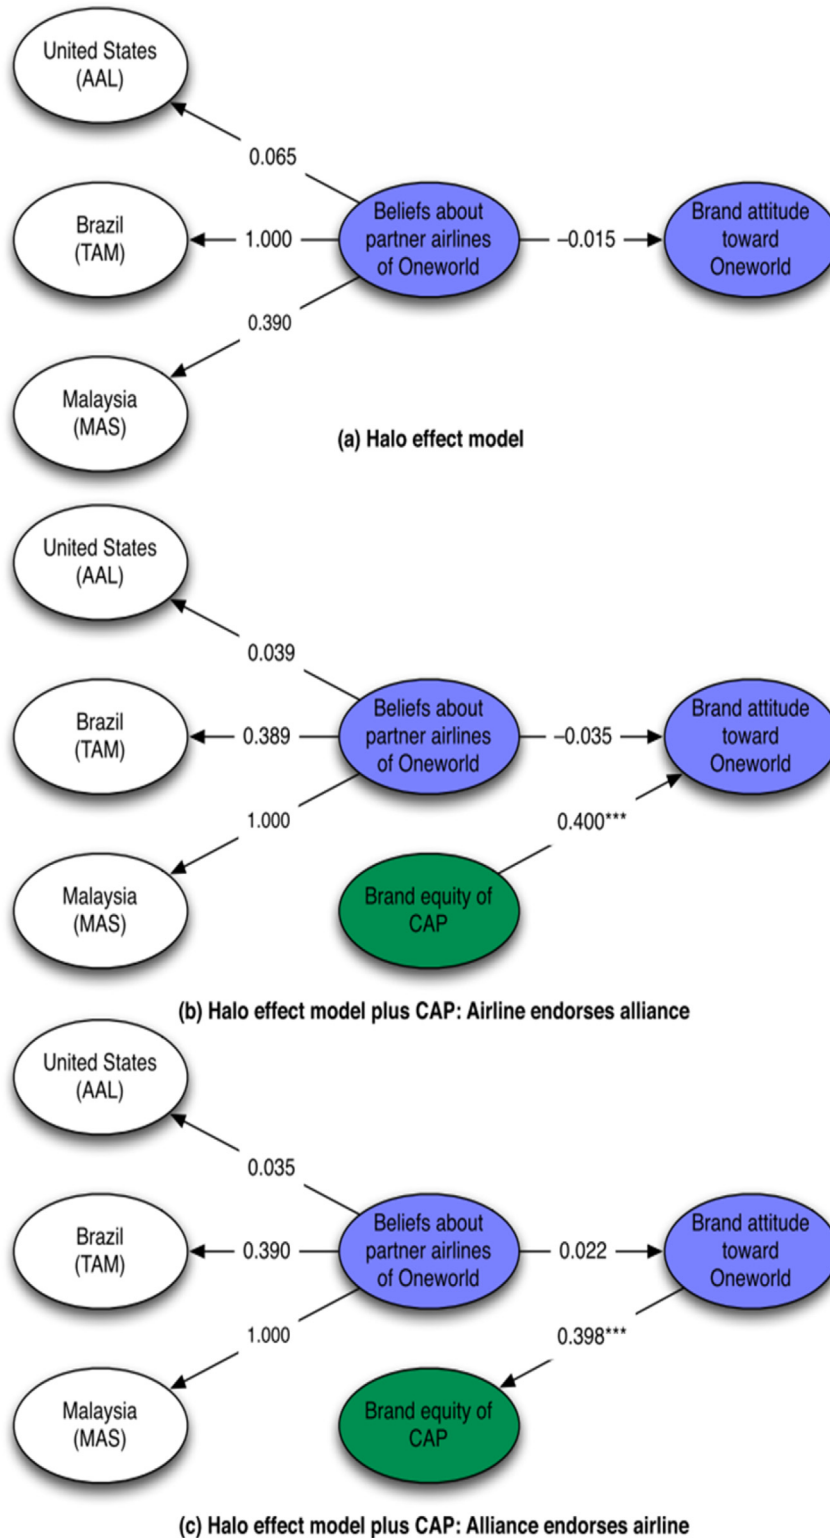 United States
(AAL)
0.065
Brazil
(TAM)
1.000
Beliefs about
partner airlines
of Oneworld
–0.015
Brand attitude
toward
Oneworld
0.390
Malaysia
(MAS)
(a) Halo effect model
United States
(AAL)
0.039
Brazil
(TAM)
0.389
Beliefs about
partner airlines
of Oneworld
–0.035
Brand attitude
toward
Oneworld
1.000
0.400***
Malaysia
(MAS)
Brand equity of
CAP
(b) Halo effect model plus CAP: Airline endorses alliance
United States
(AAL)
0.035
Brazil
(TAM)
0.390
Beliefs about
partner airlines
of Oneworld
0.022
Brand attitude
toward
Oneworld
1.000
0.398***
Malaysia
(MAS)
Brand equity of
CAP
(c) Halo effect model plus CAP: Alliance endorses airline